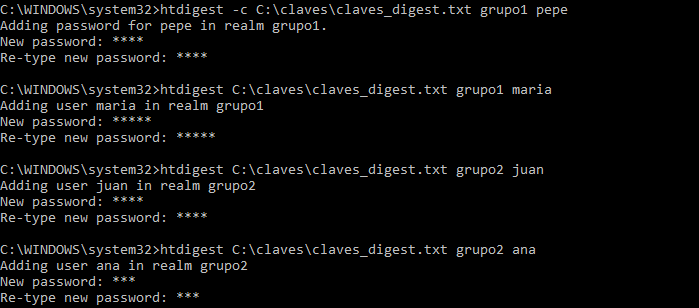 C:\WINDOWS\system32>htdigest -c C:\claves\claves_digest.txt grupo1 pepe
Adding password for pepe in realm grupo1.
New password: ****
Re-type new password: ****
C:\WINDOWS\system32>htdigest C:\claves\claves_digest.txt grupo1 maria
Adding user maria in realm grupo1
New password: *****
Re-type new password: *****
C:\WINDOWS\system32>htdigest C:\claves\claves_digest.txt grupo2 juan
Adding user juan in realm grupo2
New password: ****
Re-type new password: ****
C:\WINDOWS\system32>htdigest C:\claves\claves_digest.txt grupo2 ana
Adding user ana in realm grupo2
New password: ***
Re-type new password: ***